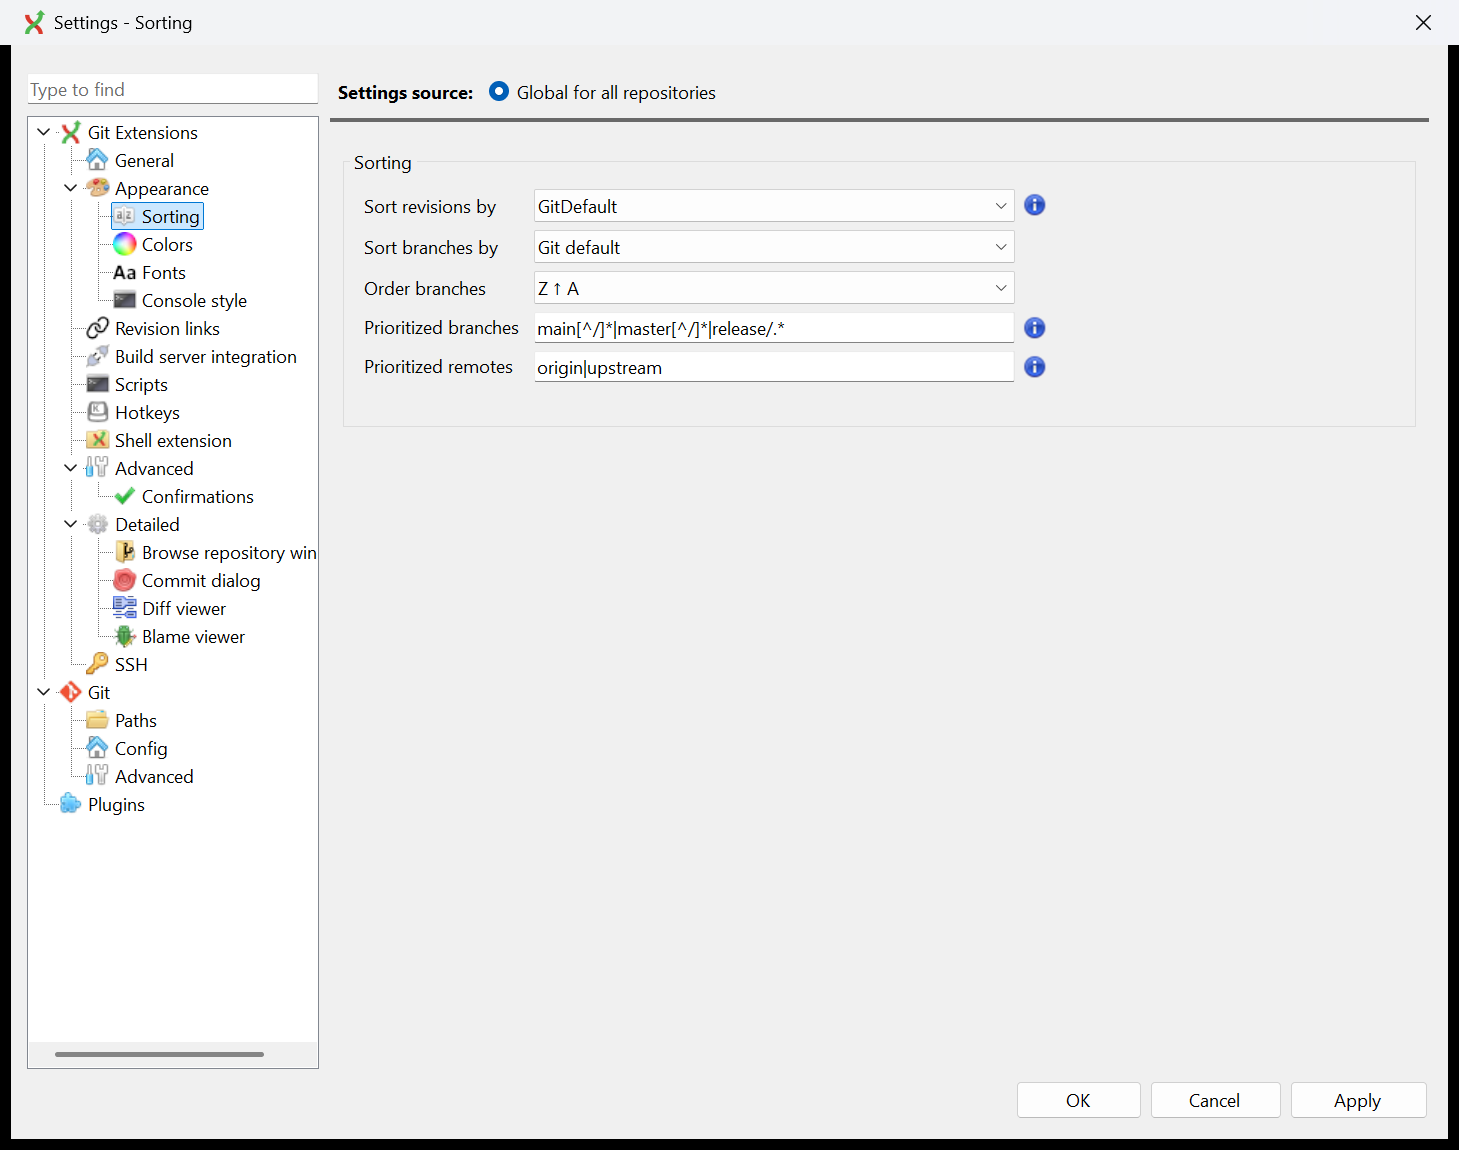 Settings - Sorting
Type to find
Git Extensions
General
Appearance
Sorting
Colors
Aa Fonts
Console style
Revision links
Build server integration
Scripts
Hotkeys
Shell extension
Advanced
Confirmations
Detailed
Browse repository win
Commit dialog
Diff viewer
Blame viewer
SSH
Git
Paths
Config
Advanced
Plugins
Settings source: Global for all repositories
Sorting
Sort revisions by GitDefault
Sort branches by Git default
Order branches Z ↑ A
Prioritized branches main[^/]*|master[^/]*|release/.*
Prioritized remotes origin|upstream
OK Cancel Apply